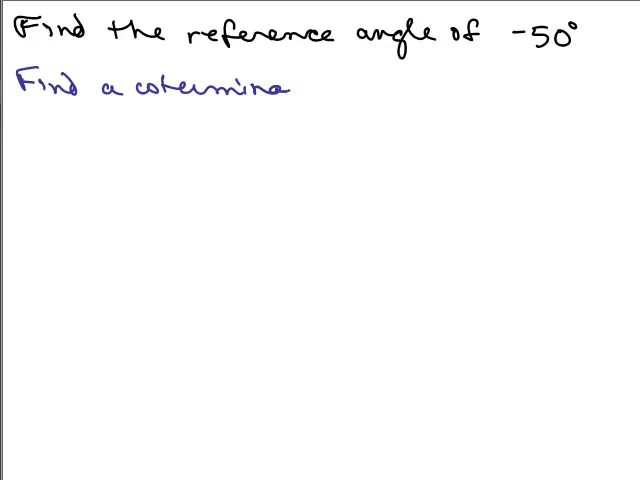 Find the reference angle of -50°
Find a cotermina